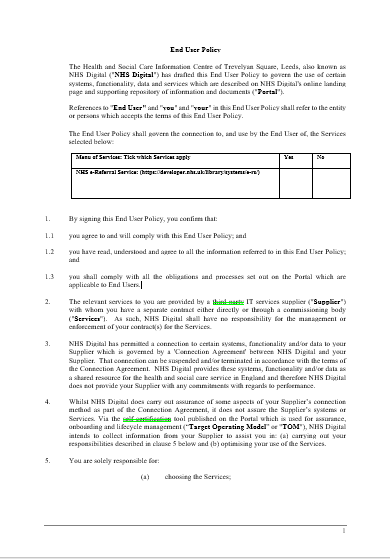 End User Policy
The Health and Social Care Information Centre of Trevelyan Square, Leeds, also known as
NHS Digital ("NHS Digital") has drafted this End User Policy to govern the use of certain
systems, functionality, data and services which are described on NHS Digital's online landing
page and supporting repository of information and documents ("Portal").
References to "End User" and "you" and "your" in this End User Policy shall refer to the entity
or persons which accepts the terms of this End User Policy.
The End User Policy shall govern the connection to, and use by the End User of, the Services
selected below:
Menu of Services: Tick which Services apply Yes No
NHS e-Referral Service: (https://developer.nhs.uk/library/systems/e-rs/)
1. By signing this End User Policy, you confirm that:
1.1 you agree to and will comply with this End User Policy; and
1.2 you have read, understood and agree to all the information referred to in this End User Policy;
and
1.3 you shall comply with all the obligations and processes set out on the Portal which are
applicable to End Users.
2. The relevant services to you are provided by a third-party IT services supplier ("Supplier")
with whom you have a separate contract either directly or through a commissioning body
("Services"). As such, NHS Digital shall have no responsibility for the management or
enforcement of your contract(s) for the Services.
3. NHS Digital has permitted a connection to certain systems, functionality and/or data to your
Supplier which is governed by a 'Connection Agreement' between NHS Digital and your
Supplier. That connection can be suspended and/or terminated in accordance with the terms of
the Connection Agreement. NHS Digital provides these systems, functionality and/or data as
a shared resource for the health and social care service in England and therefore NHS Digital
does not provide your Supplier with any commitments with regards to performance.
4. Whilst NHS Digital does carry out assurance of some aspects of your Supplier's connection
method as part of the Connection Agreement, it does not assure the Supplier's systems or
Services. Via the self-certification tool published on the Portal which is used for assurance,
onboarding and lifecycle management ("Target Operating Model" or "TOM"), NHS Digital
intends to collect information from your Supplier to assist you in: (a) carrying out your
responsibilities described in clause 5 below and (b) optimising your use of the Services.
5. You are solely responsible for:
(a) choosing the Services;
1